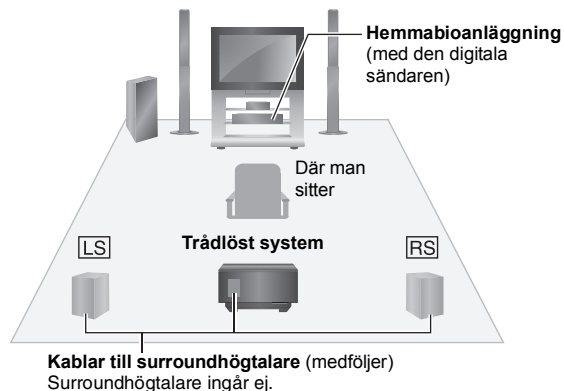 Hemmabioanläggning
(med den digitala
sändaren)
Där man
sitter
LS
Trådlöst system
RS
Kablar till surroundhögtalare (medföljer)
Surroundhögtalare ingår ej.